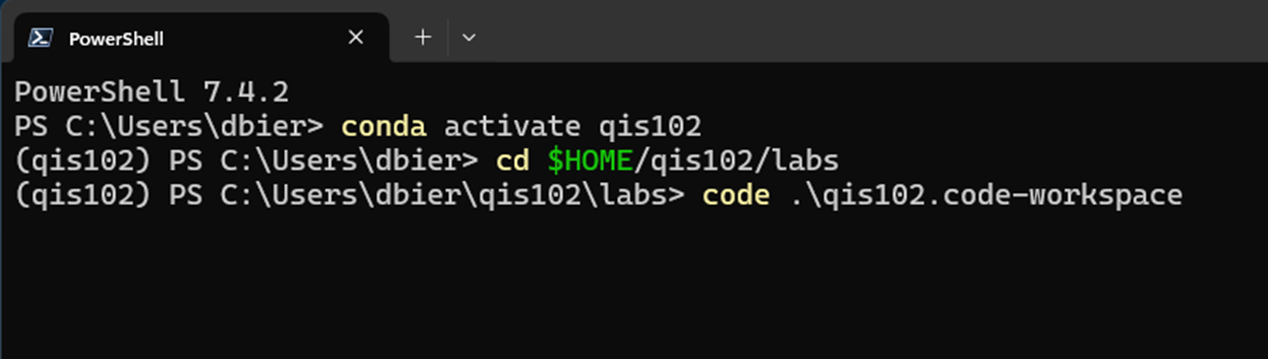 PowerShell
PowerShell 7.4.2
PS C:\Users\dbier> conda activate qis102
(qis102) PS C:\Users\dbier> cd $HOME/qis102/labs
(qis102) PS C:\Users\dbier\qis102\labs> code .\qis102.code-workspace